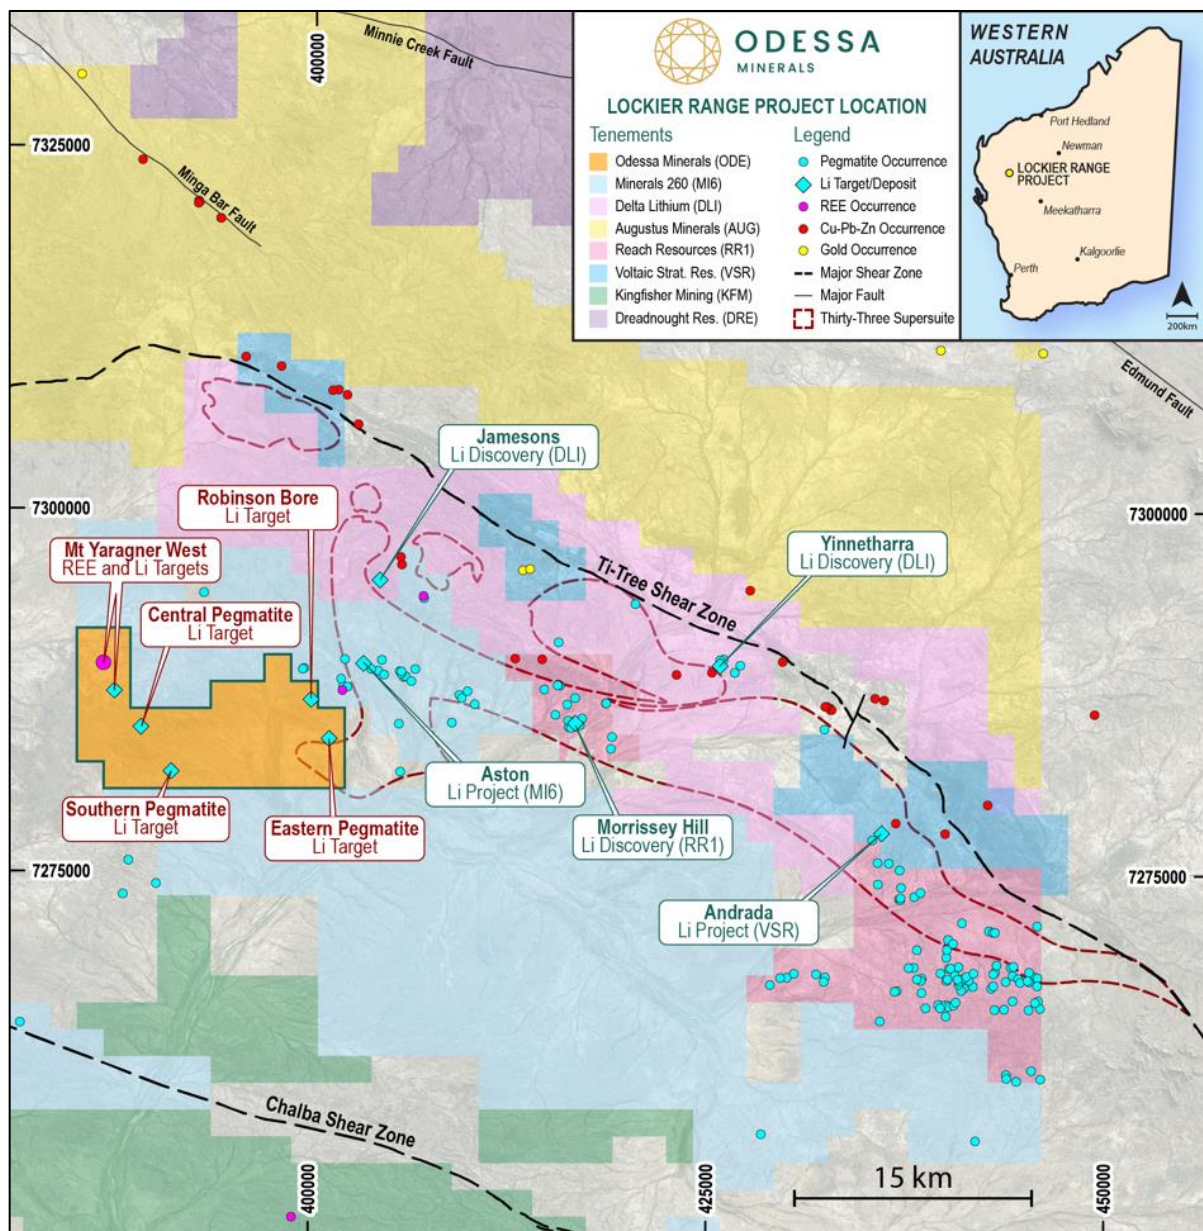 Minnie Creek Fault
400000
7325000
Minga Bar Fault
ODESSA
MINERALS
LOCKIER RANGE PROJECT LOCATION
Tenements
Odessa Minerals (ODE)
Minerals 260 (MI6)
Delta Lithium (DLI)
Augustus Minerals (AUG)
Reach Resources (RR1)
Voltaic Strat. Res. (VSR)
Kingfisher Mining (KFM)
Dreadnought Res. (DRE)
Legend
Pegmatite Occurrence
Li Target/Deposit
REE Occurrence
Cu-Pb-Zn Occurrence
Gold Occurrence
Major Shear Zone
Major Fault
Thirty-Three Supersuite
WESTERN
AUSTRALIA
Port Hedland
Newman
LOCKIER RANGE
PROJECT
Meekatharra
Kalgoorlie
Perth
200km
Edmund Fault
Jamesons
Li Discovery (DLI)
Robinson Bore
Li Target
7300000
7300000
Mt Yaragner West
REE and Li Targets
Yinnetharra
Li Discovery (DLI)
Ti-Tree Shear Zone
Central Pegmatite
Li Target
Aston
Li Project (MI6)
Southern Pegmatite
Li Target
Eastern Pegmatite
Li Target
Morrissey Hill
Li Discovery (RR1)
7275000
7275000
Andrada
Li Project (VSR)
Chalba Shear Zone
15 km
400000
425000
450000